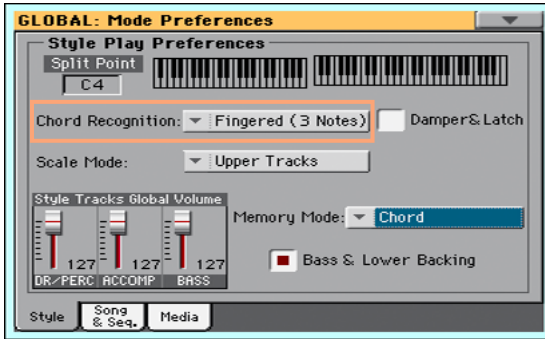 GLOBAL: Mode Preferences
Style Play Preferences
Split Point
C4
Chord Recognition: Fingered (3 Notes) Damper& Latch
Scale Mode: Upper Tracks
Style Tracks Global Volume
Memory Mode: Chord
127 127 127
Bass & Lower Backing
DR/PERC ACCOMP BASS
Style Song & Seq. Media